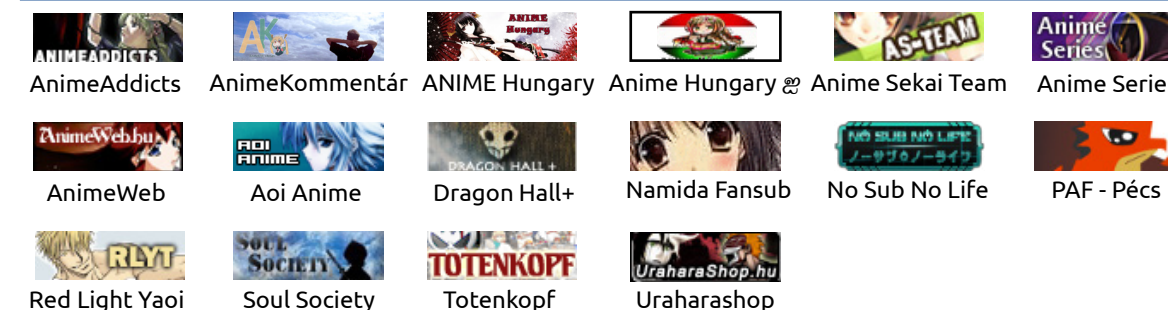 ANIMEADDICTS
AK
ANIME
Hungary
AS-TEAM
Anime
Series
AnimeAddicts AnimeKommentár ANIME Hungary Anime Hungary ஐ Anime Sekai Team Anime Serie
AnimeWeb.hu
AOI
ANIME
DRAGON HALL +
NO SUB NO LIFE
ノーサブ・ノーライフ
AnimeWeb Aoi Anime Dragon Hall+ Namida Fansub No Sub No Life PAF - Pécs
RLYT
SOUL
SOCIETY
TOTENKOPF
UraharaShop.hu
Red Light Yaoi Soul Society Totenkopf Uraharashop